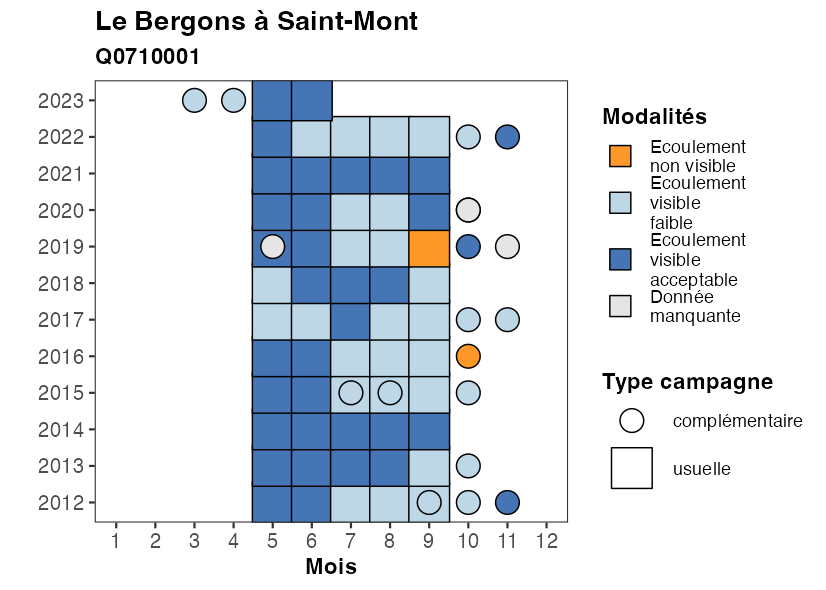 Le Bergons à Saint-Mont
Q0710001
2023
2022
2021
2020
2019
2018
2017
2016
2015
2014
2013
2012
1 2 3 4 5 6 7 8 9 10 11 12
Mois
Modalités
Ecoulement
non visible
Ecoulement
visible
faible
Ecoulement
visible
acceptable
Donnée
manquante
Type campagne
complémentaire
usuelle